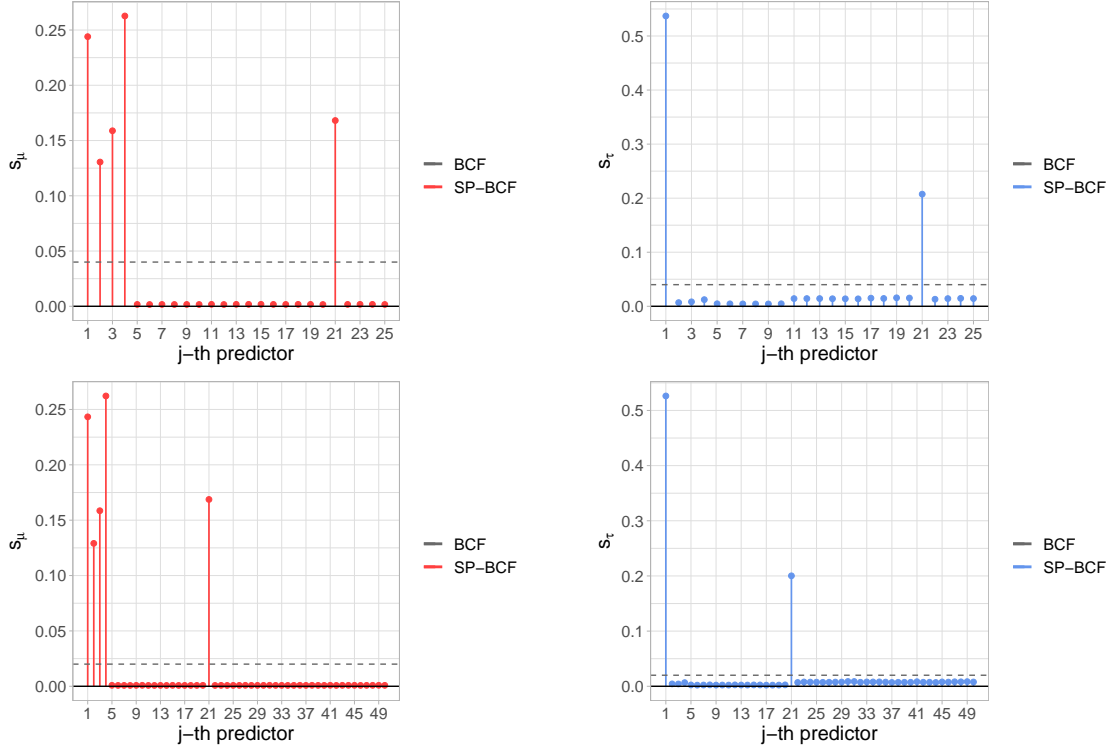 0.25
0.20
0.15
0.10
0.05
0.00
sμ
1 3 5 7 9 11 13 15 17 19 21 23 25
j−th predictor
BCF
SP−BCF
0.5
0.4
0.3
0.2
0.1
0.0
sτ
1 3 5 7 9 11 13 15 17 19 21 23 25
j−th predictor
BCF
SP−BCF
0.25
0.20
0.15
0.10
0.05
0.00
sμ
1 5 9 13 17 21 25 29 33 37 41 45 49
j−th predictor
BCF
SP−BCF
0.5
0.4
0.3
0.2
0.1
0.0
sτ
1 5 9 13 17 21 25 29 33 37 41 45 49
j−th predictor
BCF
SP−BCF